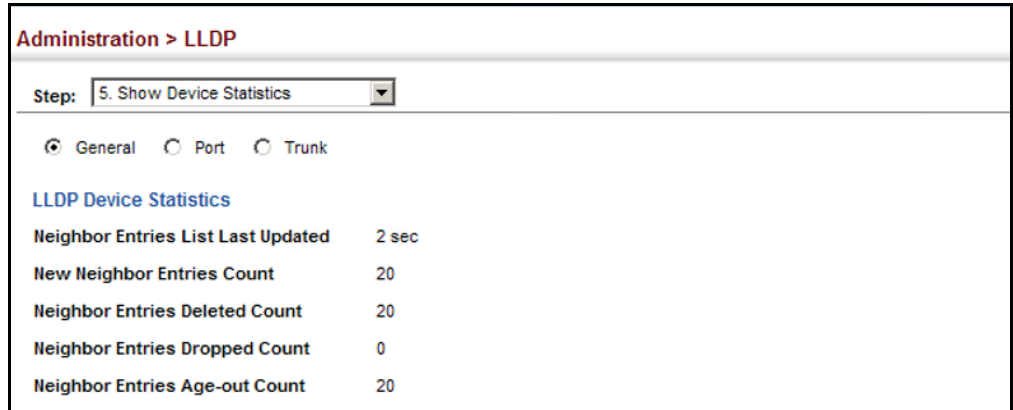 Administration > LLDP
Step: 5. Show Device Statistics
General Port Trunk
LLDP Device Statistics
Neighbor Entries List Last Updated 2 sec
New Neighbor Entries Count 20
Neighbor Entries Deleted Count 20
Neighbor Entries Dropped Count 0
Neighbor Entries Age-out Count 20